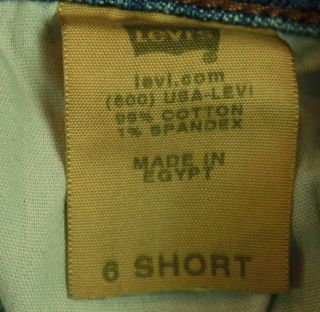 LEVI'S
levi.com
(800) USA-LEVI
99% COTTON
1% SPANDEX
MADE IN
EGYPT
6 SHORT